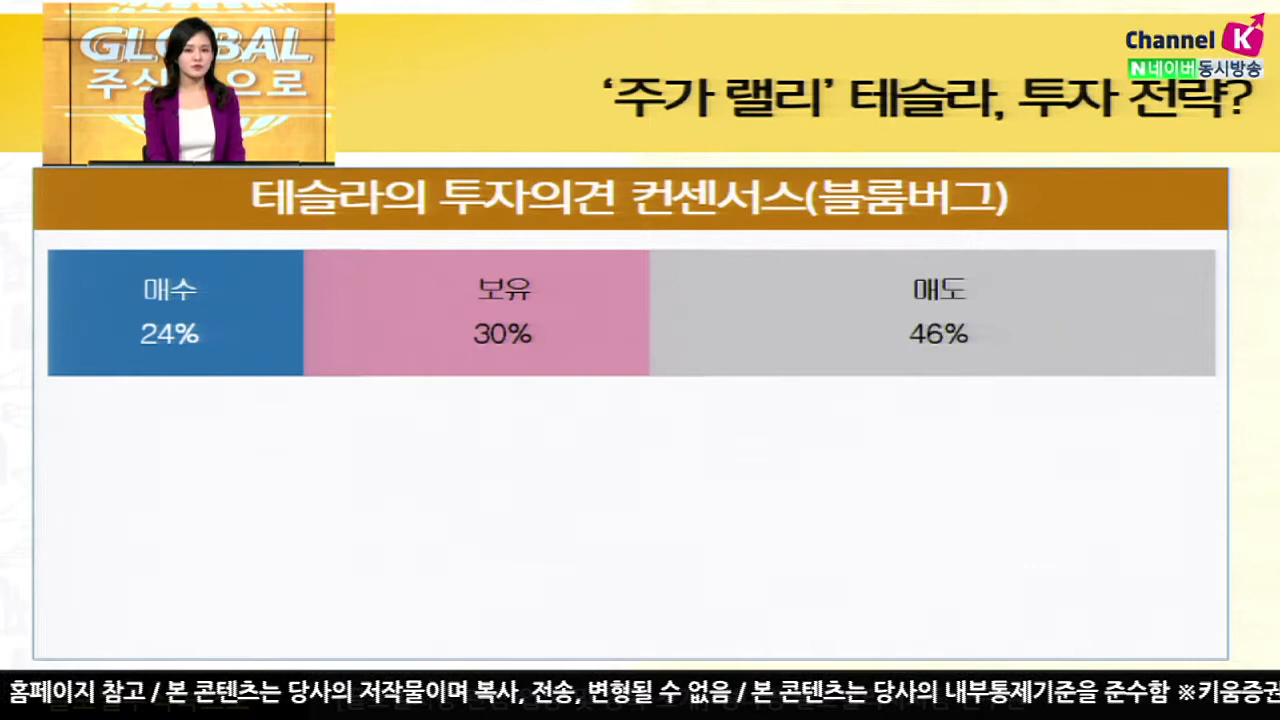 GLOBAL
Channel K
N네이버 동시방송
‘주가 랠리’ 테슬라, 투자 전략?
테슬라의 투자의견 컨센서스(블룸버그)
매수
24%
보유
30%
매도
46%
홈페이지 참고 / 본 콘텐츠는 당사의 저작물이며 복사, 전송, 변형될 수 없음 / 본 콘텐츠는 당사의 내부통제기준을 준수함 ※키움증권